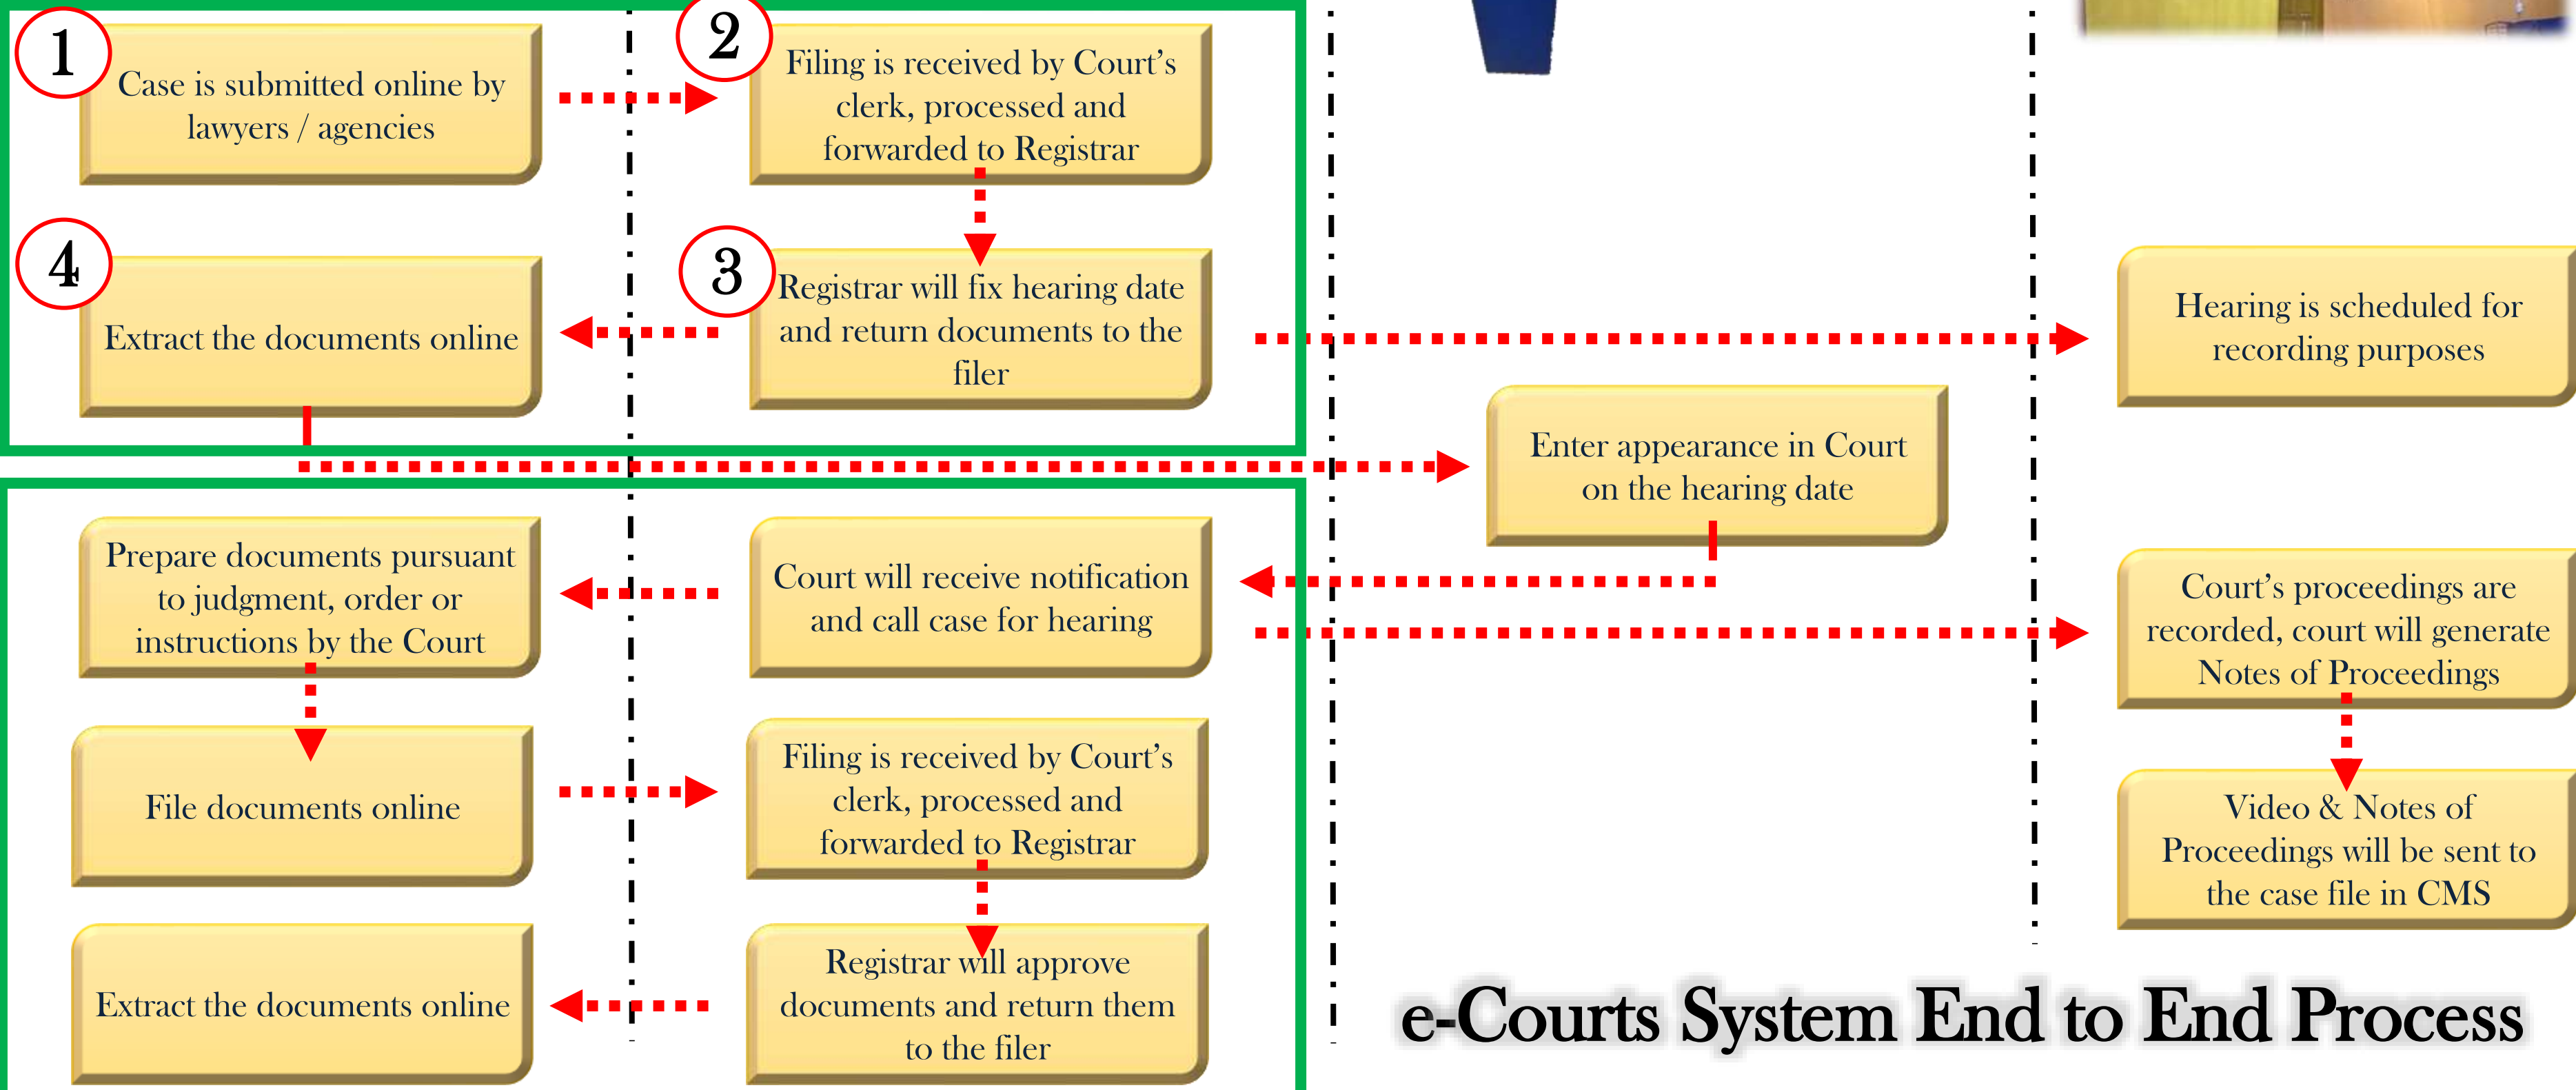 1
Case is submitted online by
lawyers / agencies
2
Filing is received by Court’s
clerk, processed and
forwarded to Registrar
4
Extract the documents online
3
Registrar will fix hearing date
and return documents to the
filer
Hearing is scheduled for
recording purposes
Enter appearance in Court
on the hearing date
Prepare documents pursuant
to judgment, order or
instructions by the Court
Court will receive notification
and call case for hearing
Court’s proceedings are
recorded, court will generate
Notes of Proceedings
File documents online
Filing is received by Court’s
clerk, processed and
forwarded to Registrar
Video & Notes of
Proceedings will be sent to
the case file in CMS
Extract the documents online
Registrar will approve
documents and return them
to the filer
e-Courts System End to End Process